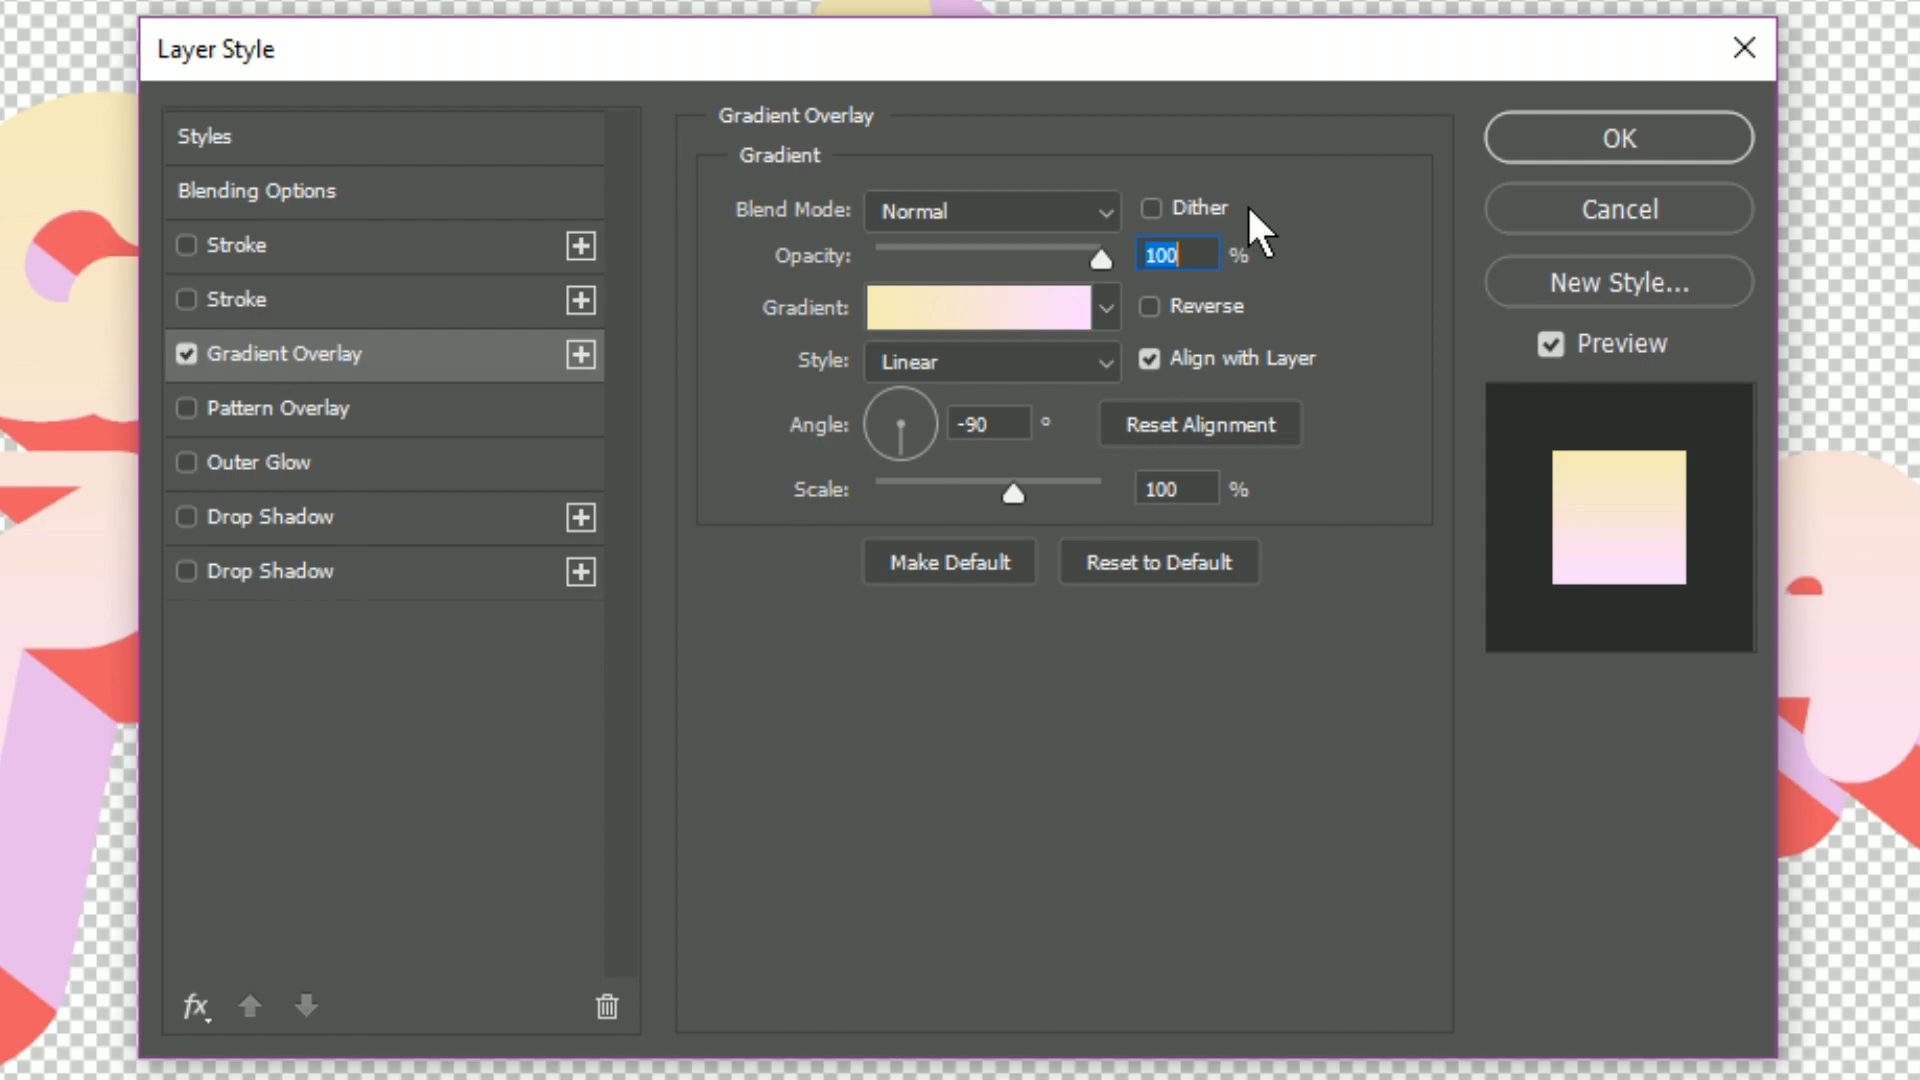 Layer Style
Styles
Blending Options
Stroke
Stroke
Gradient Overlay
Pattern Overlay
Outer Glow
Drop Shadow
Drop Shadow
fx
Gradient Overlay
Gradient
Blend Mode: Normal Dither
Opacity: 100 %
Gradient: Reverse
Style: Linear Align with Layer
Angle: -90 ° Reset Alignment
Scale: 100 %
Make Default Reset to Default
OK
Cancel
New Style...
Preview